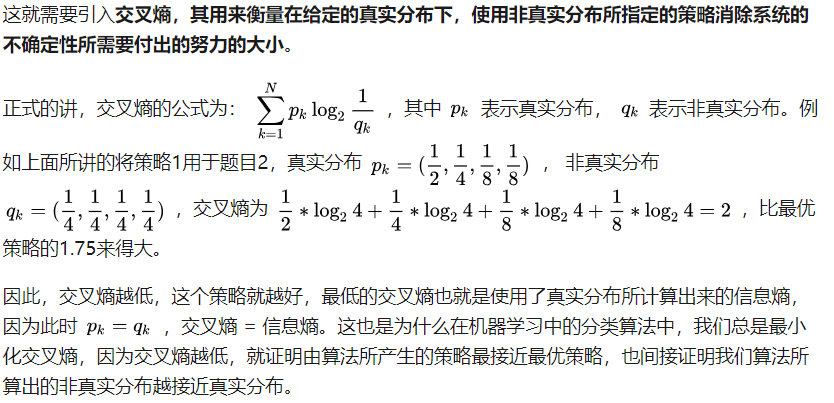 这就需要引入交叉熵，其用来衡量在给定的真实分布下，使用非真实分布所指定的策略消除系统的
不确定性所需要付出的努力的大小。
正式的讲，交叉熵的公式为： $\sum_{k=1}^{N} p_k \log_2 \frac{1}{q_k}$ ，其中 $p_k$ 表示真实分布， $q_k$ 表示非真实分布。例
如上面所讲的将策略1用于题目2，真实分布 $p_k = (\frac{1}{2}, \frac{1}{4}, \frac{1}{8}, \frac{1}{8})$ ， 非真实分布
$q_k = (\frac{1}{4}, \frac{1}{4}, \frac{1}{4}, \frac{1}{4})$ ，交叉熵为 $\frac{1}{2} * \log_2 4 + \frac{1}{4} * \log_2 4 + \frac{1}{8} * \log_2 4 + \frac{1}{8} * \log_2 4 = 2$ ，比最优
策略的1.75来得大。
因此，交叉熵越低，这个策略就越好，最低的交叉熵也就是使用了真实分布所计算出来的信息熵，
因为此时 $p_k = q_k$ ，交叉熵 = 信息熵。这也是为什么在机器学习中的分类算法中，我们总是最小
化交叉熵，因为交叉熵越低，就证明由算法所产生的策略最接近最优策略，也间接证明我们算法所
算出的非真实分布越接近真实分布。